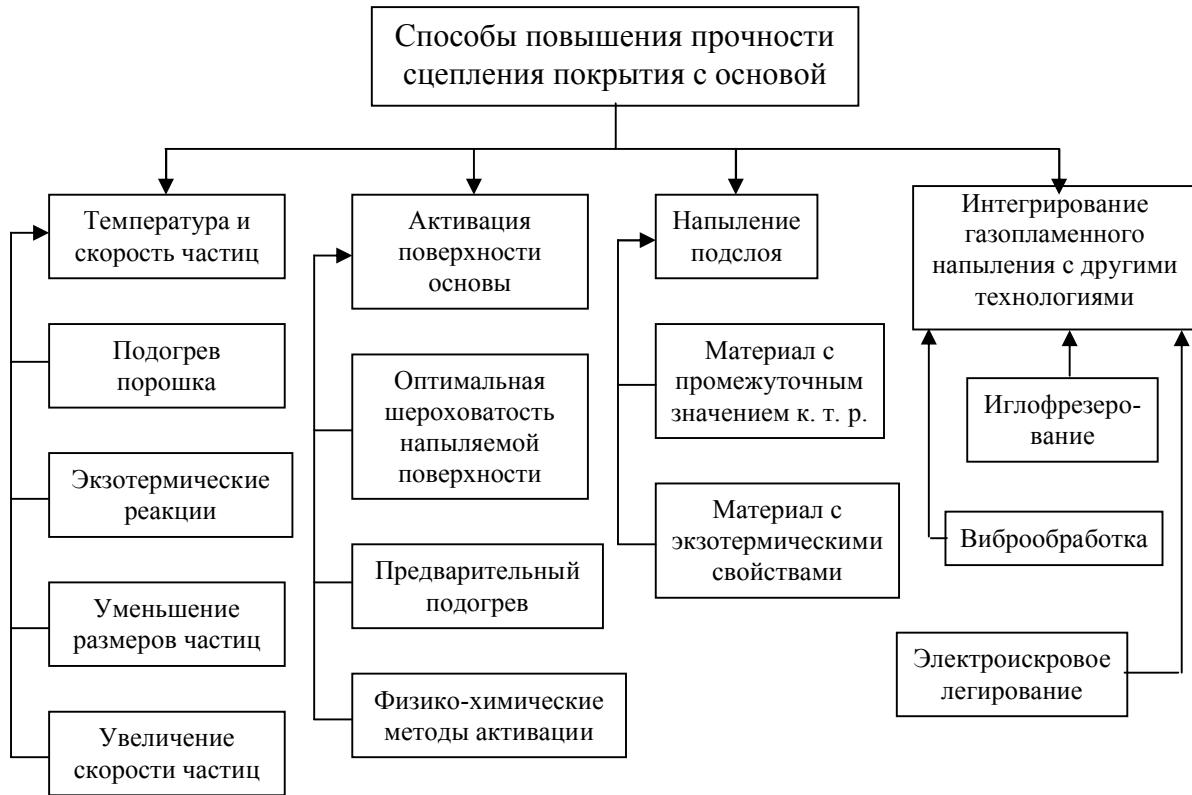 Способы повышения прочности
сцепления покрытия с основой
Температура и
скорость частиц
Подогрев
порошка
Экзотермические
реакции
Уменьшение
размеров частиц
Увеличение
скорости частиц
Активация
поверхности
основы
Оптимальная
шероховатость
напыляемой
поверхности
Предварительный
подогрев
Физико-химические
методы активации
Напыление
подслоя
Материал с
промежуточным
значением к. т. р.
Материал с
экзотермическими
свойствами
Интегрирование
газопламенного
напыления с другими
технологиями
Иглофрезеро-
вание
Виброобработка
Электроискровое
легирование